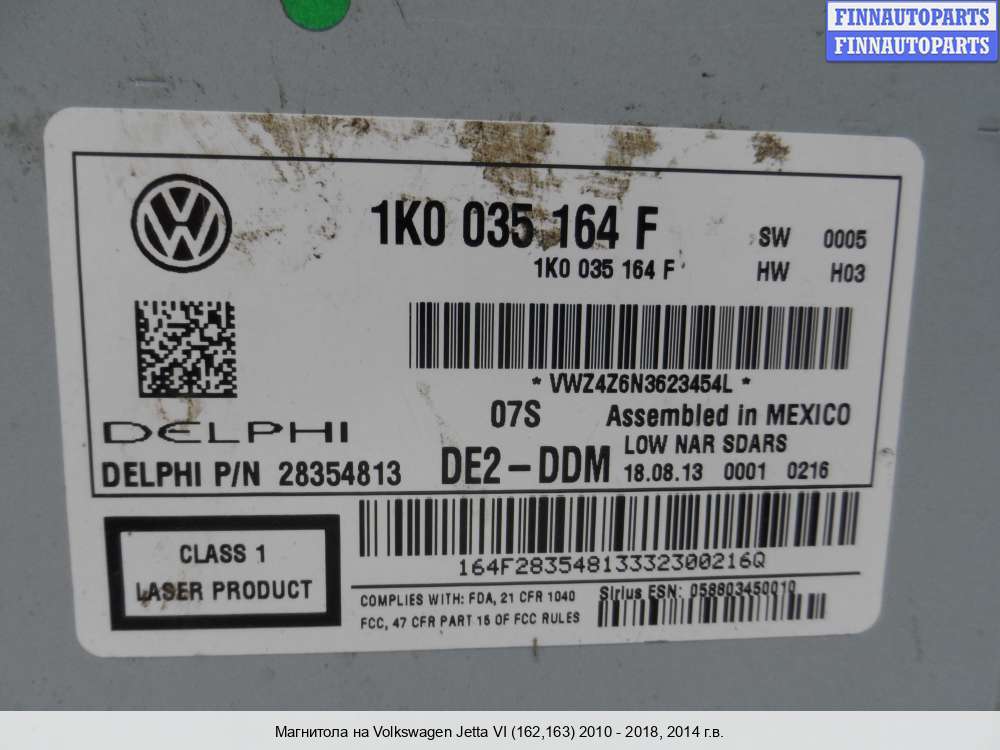 FINNAUTOPARTS
FINNAUTOPARTS
1K0 035 164 F
SW 0005
1K0 035 164 F
HW H03
* VWZ4Z6N3623454L *
07S Assembled in MEXICO
DELPHI
LOW NAR SDARS
DELPHI P/N 28354813 DE2-DDM 18.08.13 0001 0216
CLASS 1
LASER PRODUCT
164F28354813332300216Q
COMPLIES WITH: FDA, 21 CFR 1040
FCC, 47 CFR PART 15 OF FCC RULES
Sirius ESN: 058803450010
Магнитола на Volkswagen Jetta VI (162,163) 2010 - 2018, 2014 г.в.